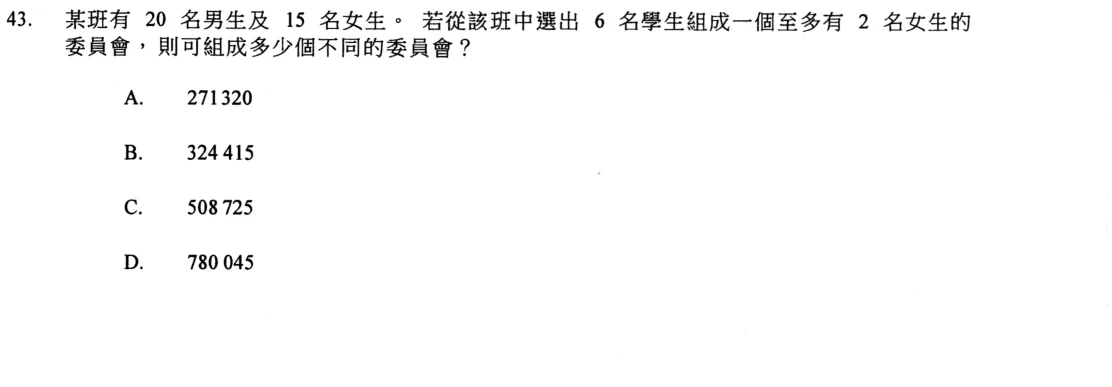 43. 某班有 20 名男生及 15 名女生。 若從該班中選出 6 名學生組成一個至多有 2 名女生的
委員會，則可組成多少個不同的委員會？
A. 271 320
B. 324 415
C. 508 725
D. 780 045